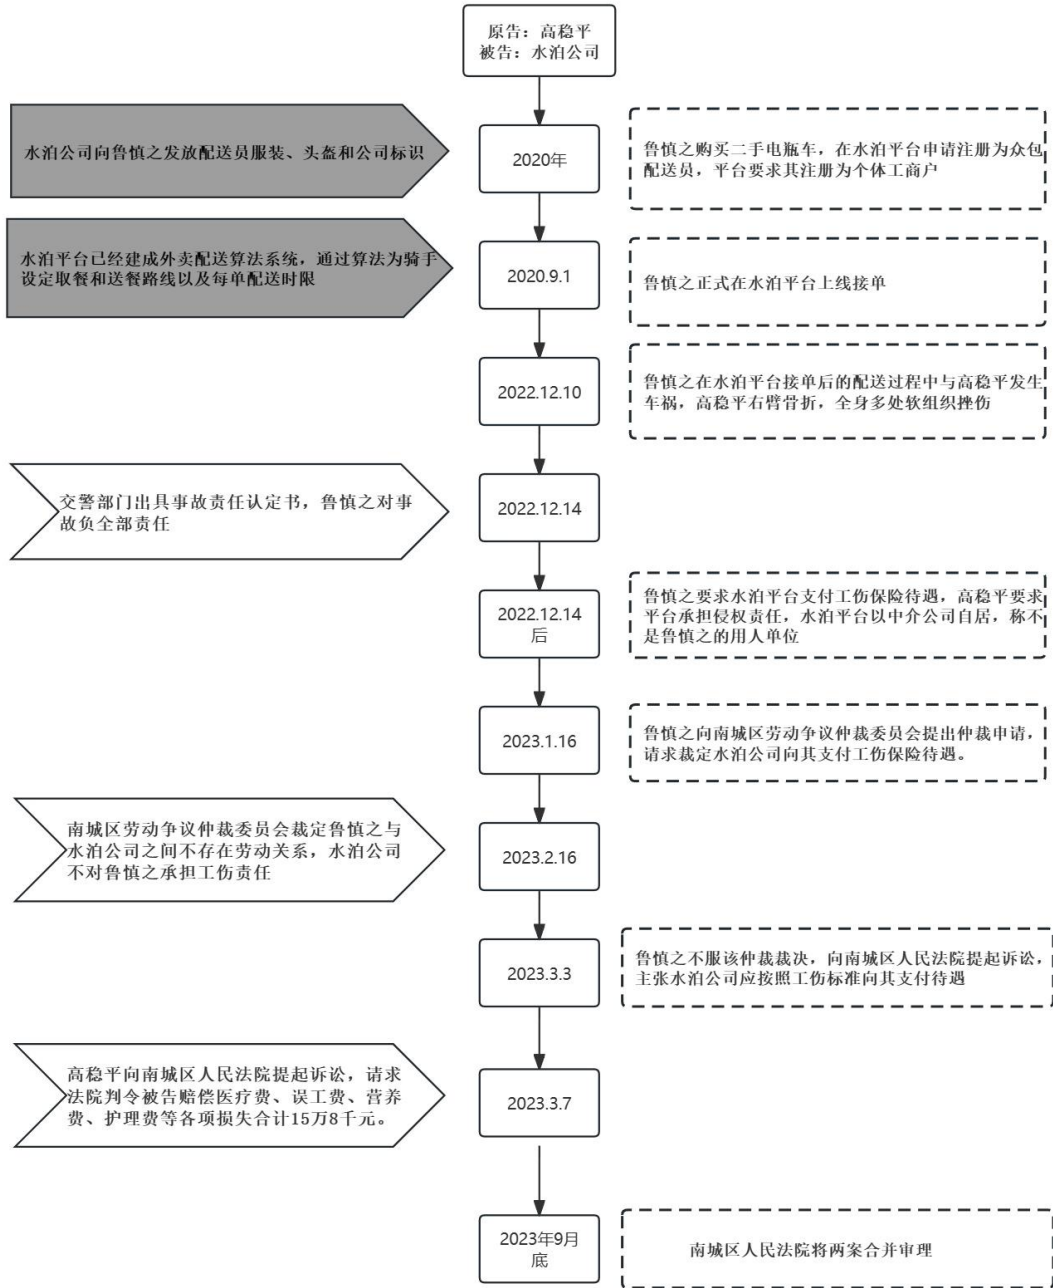 原告：高稳平
被告：水泊公司
水泊公司向鲁慎之发放配送员服装、头盔和公司标识
2020年
鲁慎之购买二手电瓶车，在水泊平台申请注册为众包
配送员，平台要求其注册为个体工商户
水泊平台已经建成外卖配送算法系统，通过算法为骑手
设定取餐和送餐路线以及每单配送时限
2020.9.1
鲁慎之正式在水泊平台上线接单
2022.12.10
鲁慎之在水泊平台接单后的配送过程中与高稳平发生
车祸，高稳平右臂骨折，全身多处软组织挫伤
交警部门出具事故责任认定书，鲁慎之对事
故负全部责任
2022.12.14
2022.12.14
后
鲁慎之要求水泊平台支付工伤保险待遇，高稳平要求
平台承担侵权责任，水泊平台以中介公司自居，称不
是鲁慎之的用人单位
2023.1.16
鲁慎之向南城区劳动争议仲裁委员会提出仲裁申请，
请求裁定水泊公司向其支付工伤保险待遇。
南城区劳动争议仲裁委员会裁定鲁慎之与
水泊公司之间不存在劳动关系，水泊公司
不对鲁慎之承担工伤责任
2023.2.16
2023.3.3
鲁慎之不服该仲裁裁决，向南城区人民法院提起诉讼，
主张水泊公司应按照工伤标准向其支付待遇
高稳平向南城区人民法院提起诉讼，请求
法院判令被告赔偿医疗费、误工费、营养
费、护理费等各项损失合计15万8千元。
2023.3.7
2023年9月
底
南城区人民法院将两案合并审理